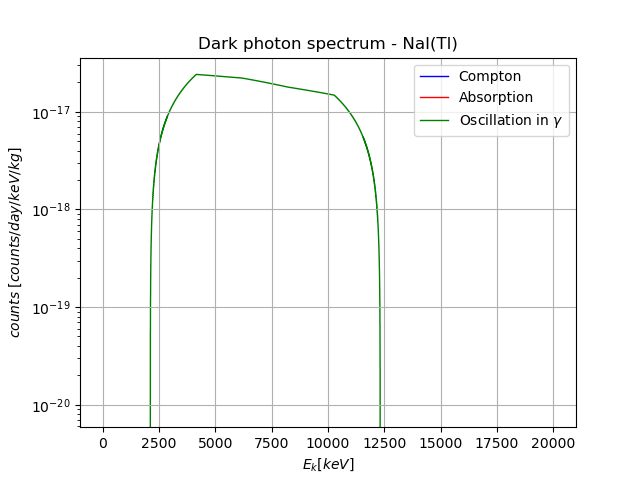 Dark photon spectrum - NaI(Tl)
Compton
Absorption
Oscillation in γ
counts [counts/day/keV/kg]
10⁻¹⁷
10⁻¹⁸
10⁻¹⁹
10⁻²⁰
0 2500 5000 7500 10000 12500 15000 17500 20000
E_k[keV]